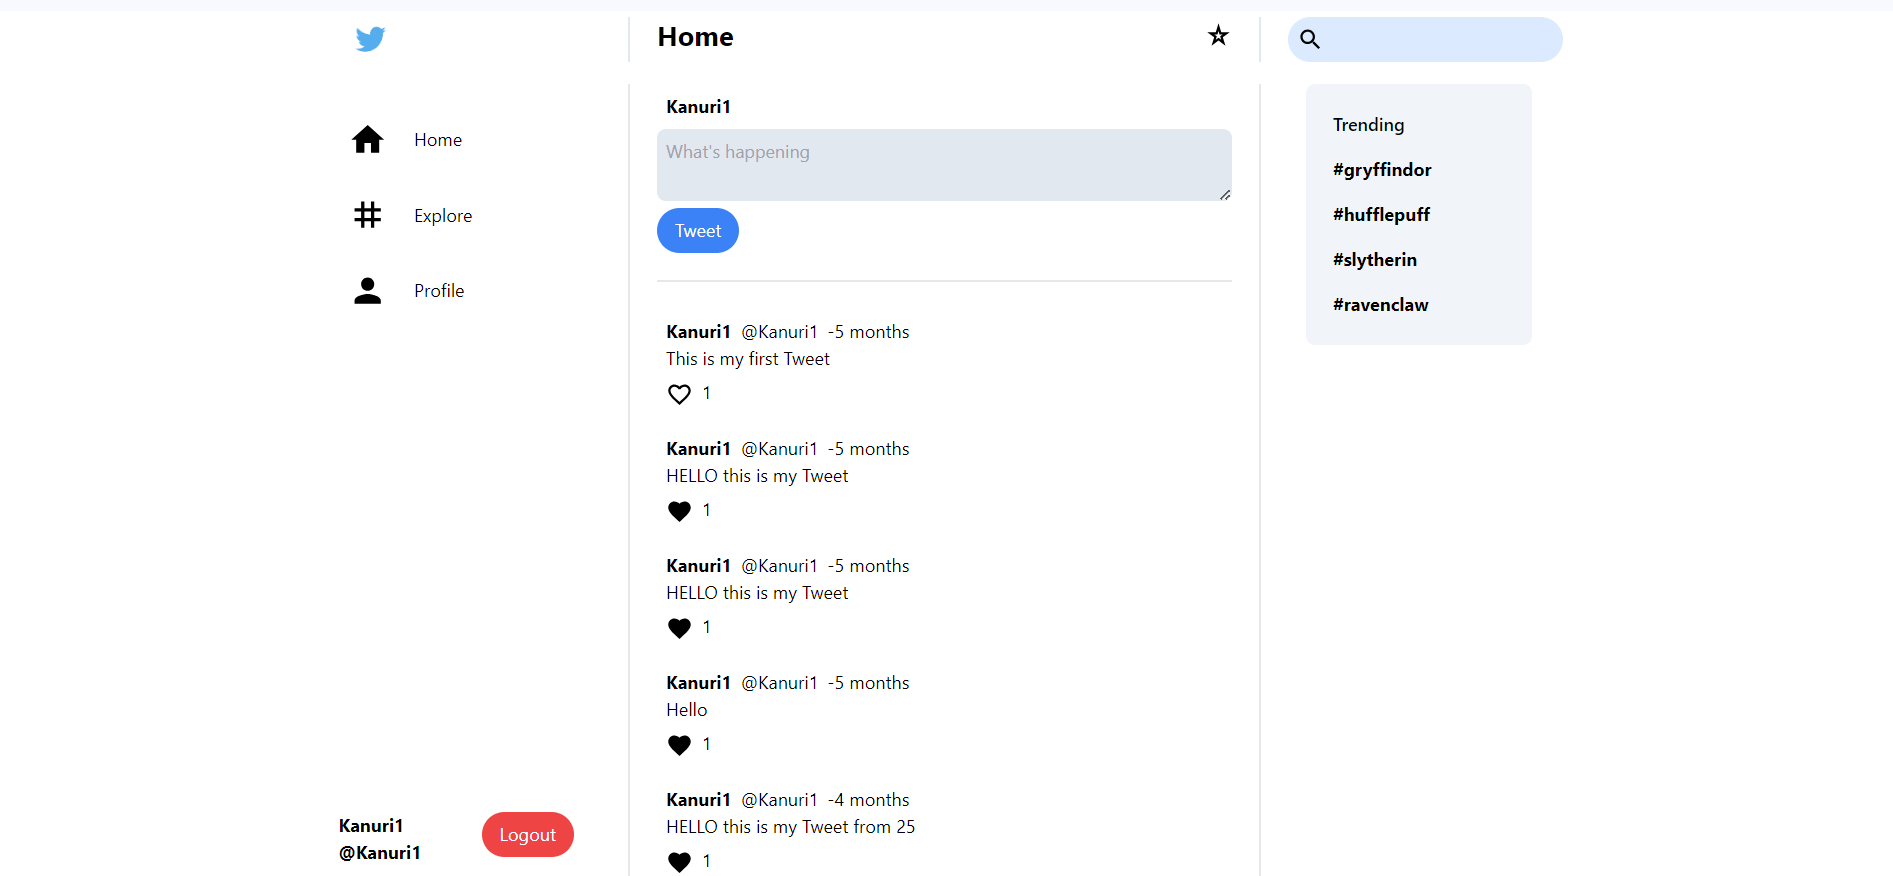 Home
Home
Explore
Profile
Kanuri1
@Kanuri1
Logout
Kanuri1
What's happening
Tweet
Kanuri1 @Kanuri1 -5 months
This is my first Tweet
1
Kanuri1 @Kanuri1 -5 months
HELLO this is my Tweet
1
Kanuri1 @Kanuri1 -5 months
HELLO this is my Tweet
1
Kanuri1 @Kanuri1 -5 months
Hello
1
Kanuri1 @Kanuri1 -4 months
HELLO this is my Tweet from 25
1
Trending
#gryffindor
#hufflepuff
#slytherin
#ravenclaw